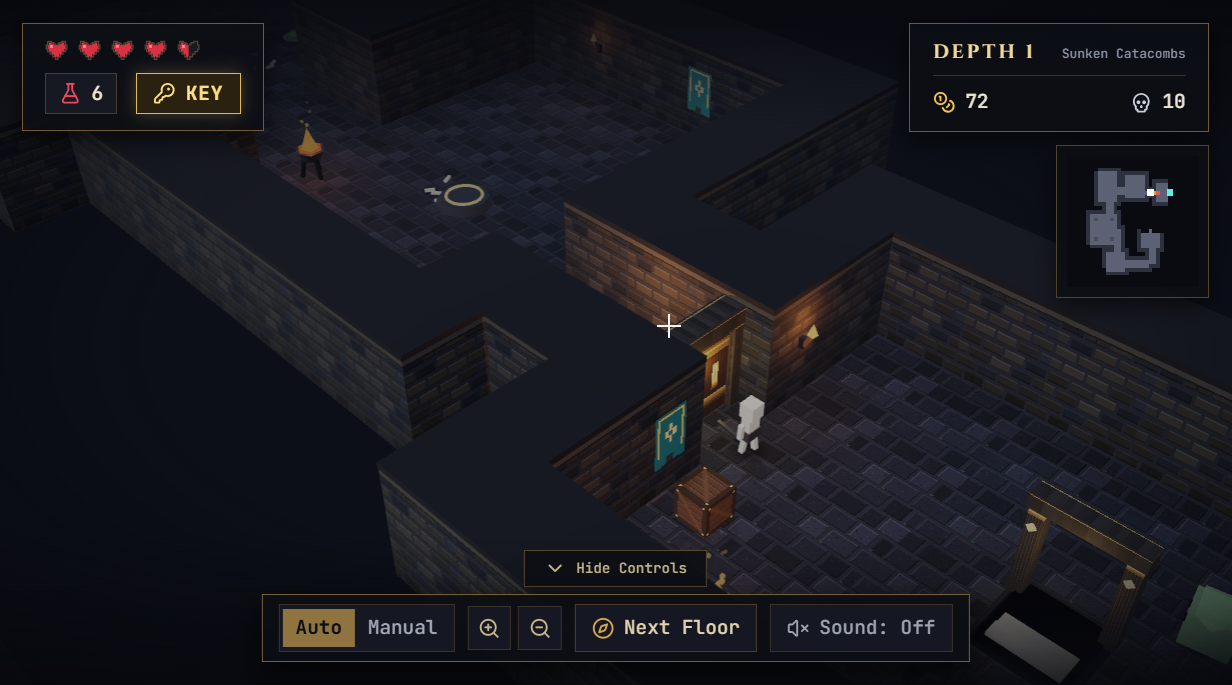 6
KEY
DEPTH 1
Sunken Catacombs
72
10
Hide Controls
Auto
Manual
Next Floor
Sound: Off